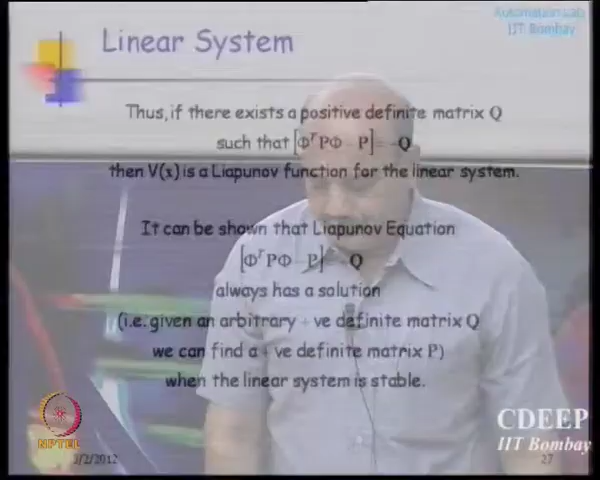 Automation Lab
IIT Bombay
Linear System
Thus, if there exists a positive definite matrix Q
such that [Φᵀ PΦ − P] = −Q
then V(x) is a Liapunov function for the linear system.
It can be shown that Liapunov Equation
[Φᵀ PΦ − P] = − Q
always has a solution
(i.e. given an arbitrary +ve definite matrix Q
we can find a +ve definite matrix P)
when the linear system is stable.
NPTEL
3/2/2012
CDEEP
IIT Bombay
27